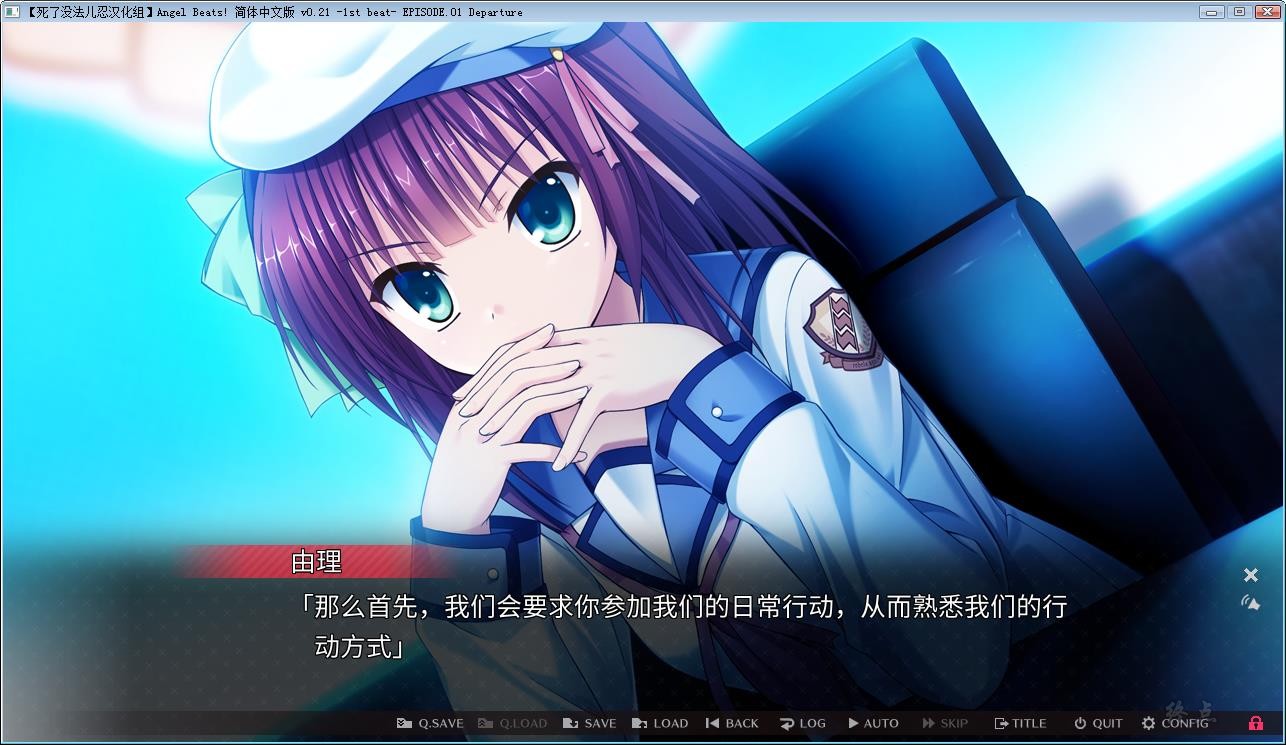 【死了没法儿忍汉化组】Angel Beats! 简体中文版 v0.21 -1st beat- EPISODE.01 Departure
由理
「那么首先，我们会要求你参加我们的日常行动，从而熟悉我们的行
动方式」
终点
Q.SAVE Q.LOAD SAVE LOAD BACK LOG AUTO SKIP TITLE QUIT CONFIG